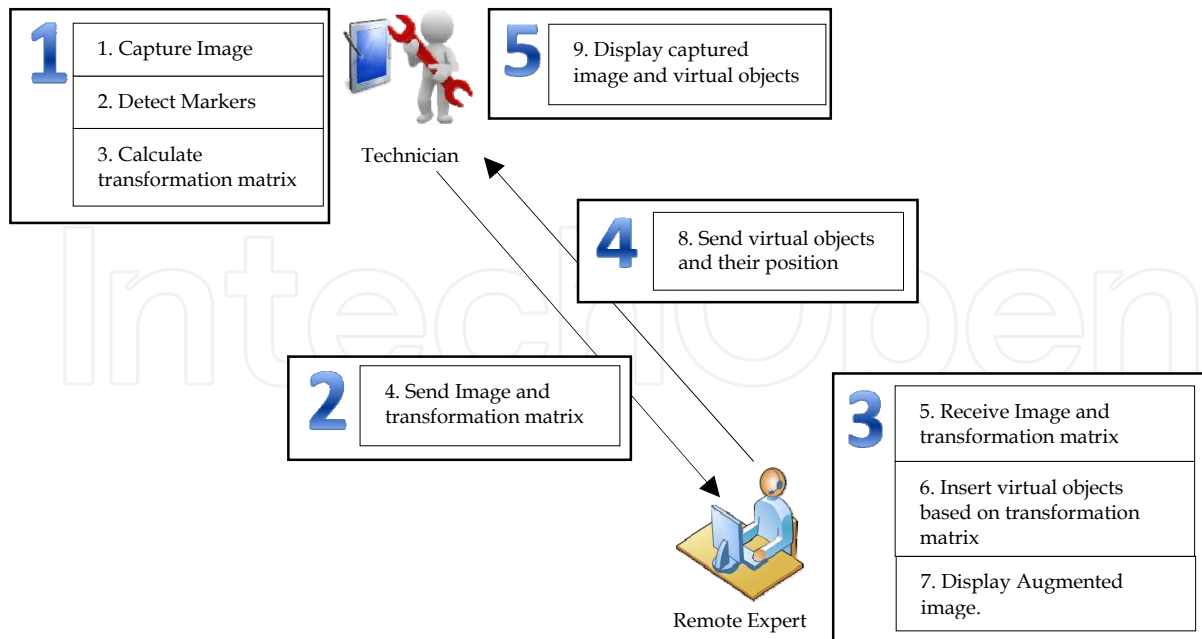 1
1. Capture Image
2. Detect Markers
3. Calculate
transformation matrix
Technician
5
9. Display captured
image and virtual objects
4
8. Send virtual objects
and their position
2
4. Send Image and
transformation matrix
3
5. Receive Image and
transformation matrix
6. Insert virtual objects
based on transformation
matrix
7. Display Augmented
image.
Remote Expert
IntechOpen